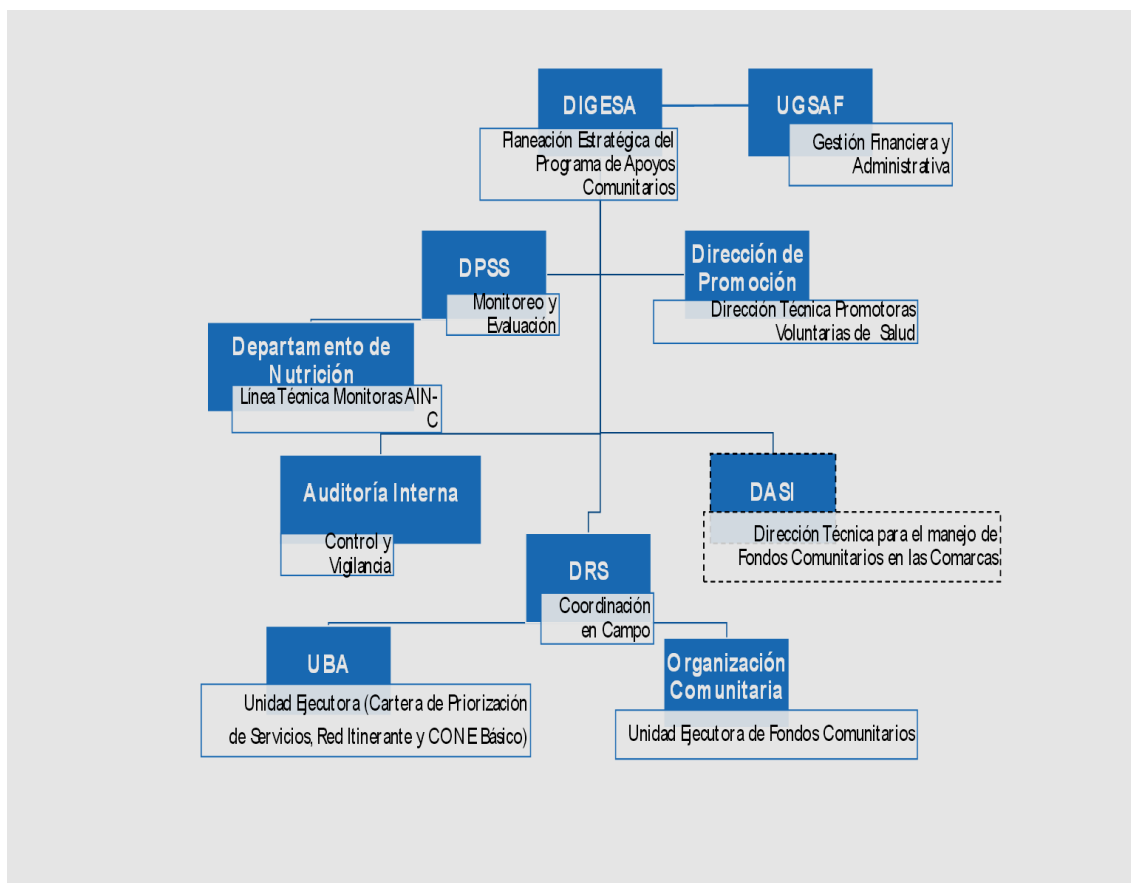 DIGESA
Planeación Estratégica del
Programa de Apoyos
Comunitarios
UGSAF
Gestión Financiera y
Administrativa
DPSS
Monitoreo y
Evaluación
Dirección de
Promoción
Dirección Técnica Promotoras
Voluntarias de Salud
Departamento de
Nutrición
Línea Técnica Monitoras AIN-
C
Auditoría Interna
Control y
Vigilancia
DASI
Dirección Técnica para el manejo de
Fondos Comunitarios en las Comarcas
DRS
Coordinación
en Campo
UBA
Unidad Ejecutora (Cartera de Priorización
de Servicios, Red Itinerante y CONE Básico)
Organización
Comunitaria
Unidad Ejecutora de Fondos Comunitarios